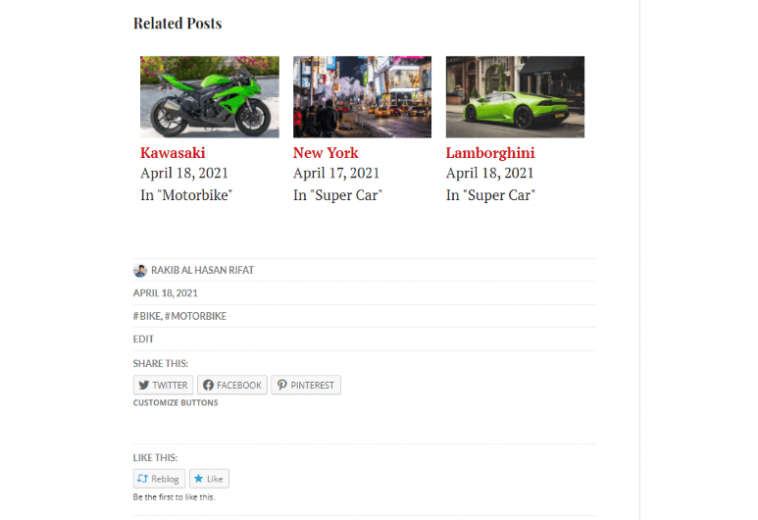 Related Posts
Kawasaki
April 18, 2021
In "Motorbike"
New York
April 17, 2021
In "Super Car"
Lamborghini
April 18, 2021
In "Super Car"
RAKIB AL HASAN RIFAT
APRIL 18, 2021
#BIKE, #MOTORBIKE
EDIT
SHARE THIS:
TWITTER FACEBOOK PINTEREST
CUSTOMIZE BUTTONS
LIKE THIS:
Reblog Like
Be the first to like this.